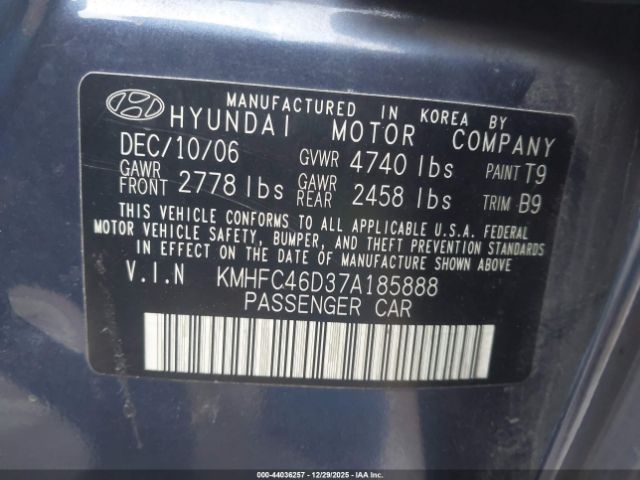 MANUFACTURED IN KOREA BY
HYUNDAI MOTOR COMPANY
DEC/10/06 GVWR 4740 lbs PAINT T9
GAWR FRONT 2778 lbs GAWR REAR 2458 lbs TRIM B9
THIS VEHICLE CONFORMS TO ALL APPLICABLE U.S.A. FEDERAL
MOTOR VEHICLE SAFETY, BUMPER, AND THEFT PREVENTION STANDARDS
IN EFFECT ON THE DATE OF MANUFACTURE SHOWN ABOVE.
V.I.N KMHFC46D37A185888
PASSENGER CAR
000-44036257 - 12/29/2025 - IAAI.COM